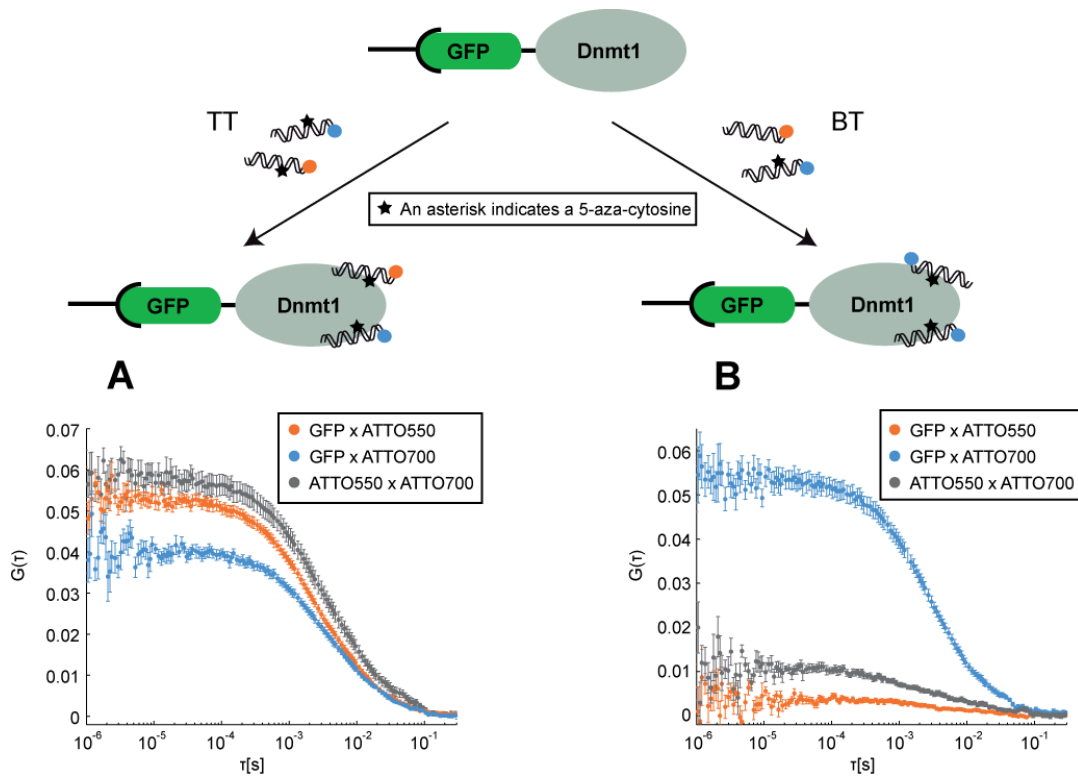 GFP
Dnmt1
TT
BT
An asterisk indicates a 5-aza-cytosine
GFP
Dnmt1
GFP
Dnmt1
A
B
GFP x ATTO550
GFP x ATTO700
ATTO550 x ATTO700
0.07
0.06
0.05
0.04
0.03
0.02
0.01
0
G(τ)
10⁻⁶
10⁻⁵
10⁻⁴
10⁻³
10⁻²
10⁻¹
τ[s]
GFP x ATTO550
GFP x ATTO700
ATTO550 x ATTO700
0.06
0.05
0.04
0.03
0.02
0.01
0
G(τ)
10⁻⁶
10⁻⁵
10⁻⁴
10⁻³
10⁻²
10⁻¹
τ[s]